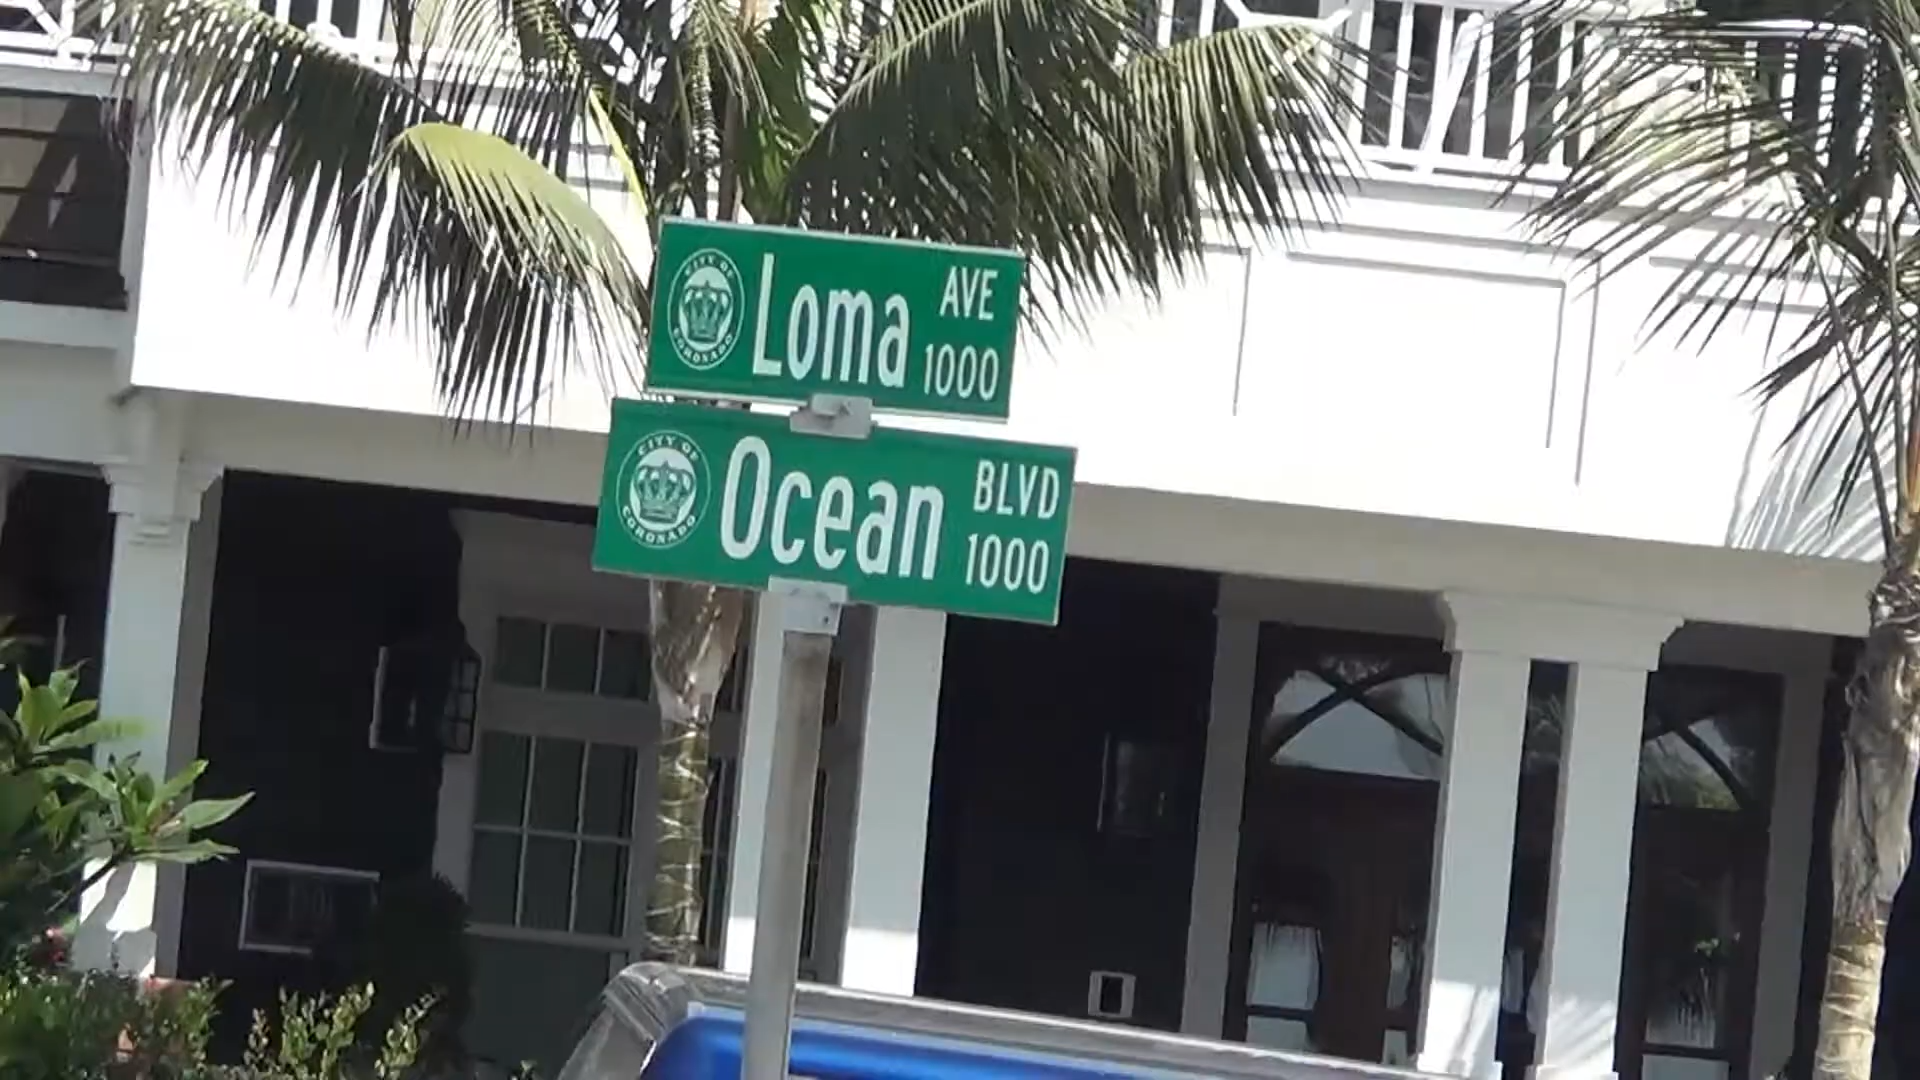 CITY OF
CORONADO
Loma AVE
1000
CITY OF
CORONADO
Ocean BLVD
1000